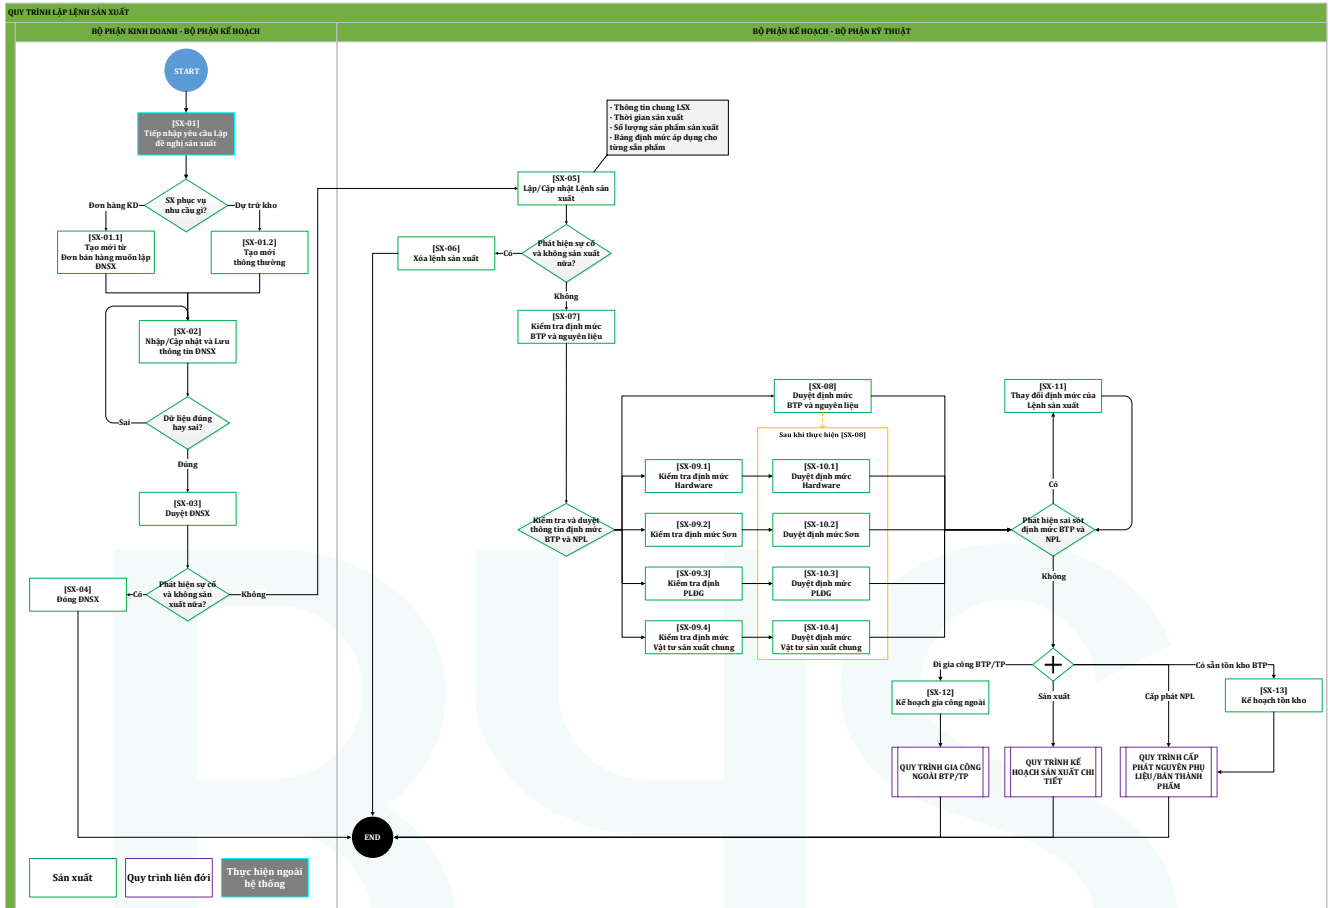 QUY TRÌNH LẬP LỆNH SẢN XUẤT
BỘ PHẬN KINH DOANH - BỘ PHẬN KẾ HOẠCH
BỘ PHẬN KẾ HOẠCH - BỘ PHẬN KỸ THUẬT
START
[SX-01]
Tiếp nhập yêu cầu Lập
đề nghị sản xuất
SX phục vụ
nhu cầu gì?
Đơn hàng KD
Dự trữ kho
[SX-01.1]
Tạo mới từ
Đơn bán hàng muốn lập
ĐNSX
[SX-01.2]
Tạo mới
thông thường
[SX-02]
Nhập/Cập nhật và Lưu
thông tin ĐNSX
Dữ liệu đúng
hay sai?
Sai
Đúng
[SX-03]
Duyệt ĐNSX
Phát hiện sự cố
và không sản
xuất nữa?
Có
Không
[SX-04]
Đóng ĐNSX
- Thông tin chung LSX
- Thời gian sản xuất
- Số lượng sản phẩm sản xuất
- Bảng định mức áp dụng cho
từng sản phẩm
[SX-05]
Lập/Cập nhật Lệnh sản
xuất
Phát hiện sự cố
và không sản xuất
nữa?
Có
[SX-06]
Xóa lệnh sản xuất
Không
[SX-07]
Kiểm tra định mức
BTP và nguyên liệu
Kiểm tra và duyệt
thông tin định mức
BTP và NPL
[SX-08]
Duyệt định mức
BTP và nguyên liệu
Sau khi thực hiện [SX-08]
[SX-09.1]
Kiểm tra định mức
Hardware
[SX-10.1]
Duyệt định mức
Hardware
[SX-09.2]
Kiểm tra định mức Sơn
[SX-10.2]
Duyệt định mức Sơn
[SX-09.3]
Kiểm tra định
PLĐG
[SX-10.3]
Duyệt định mức
PLĐG
[SX-09.4]
Kiểm tra định mức
Vật tư sản xuất chung
[SX-10.4]
Duyệt định mức
Vật tư sản xuất chung
[SX-11]
Thay đổi định mức của
Lệnh sản xuất
Có
Phát hiện sai sót
định mức BTP và
NPL
Không
Đi gia công BTP/TP
Sản xuất
Cấp phát NPL
Có sẵn tồn kho BTP
[SX-12]
Kế hoạch gia công ngoài
[SX-13]
Kế hoạch tồn kho
QUY TRÌNH GIA CÔNG
NGOÀI BTP/TP
QUY TRÌNH KẾ
HOẠCH SẢN XUẤT CHI
TIẾT
QUY TRÌNH CẤP
PHÁT NGUYÊN PHỤ
LIỆU/BÁN THÀNH
PHẨM
END
Sản xuất
Quy trình liên đới
Thực hiện ngoài
hệ thống